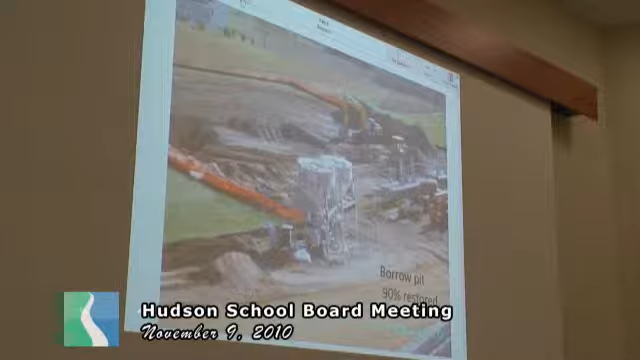 Borrow pit
90% restored
Hudson School Board Meeting
November 9, 2010